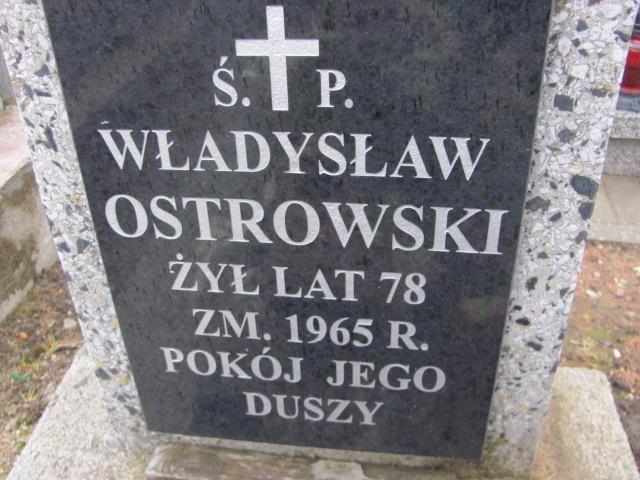 Ś. P.
WŁADYSŁAW
OSTROWSKI
ŻYŁ LAT 78
ZM. 1965 R.
POKÓJ JEGO
DUSZY